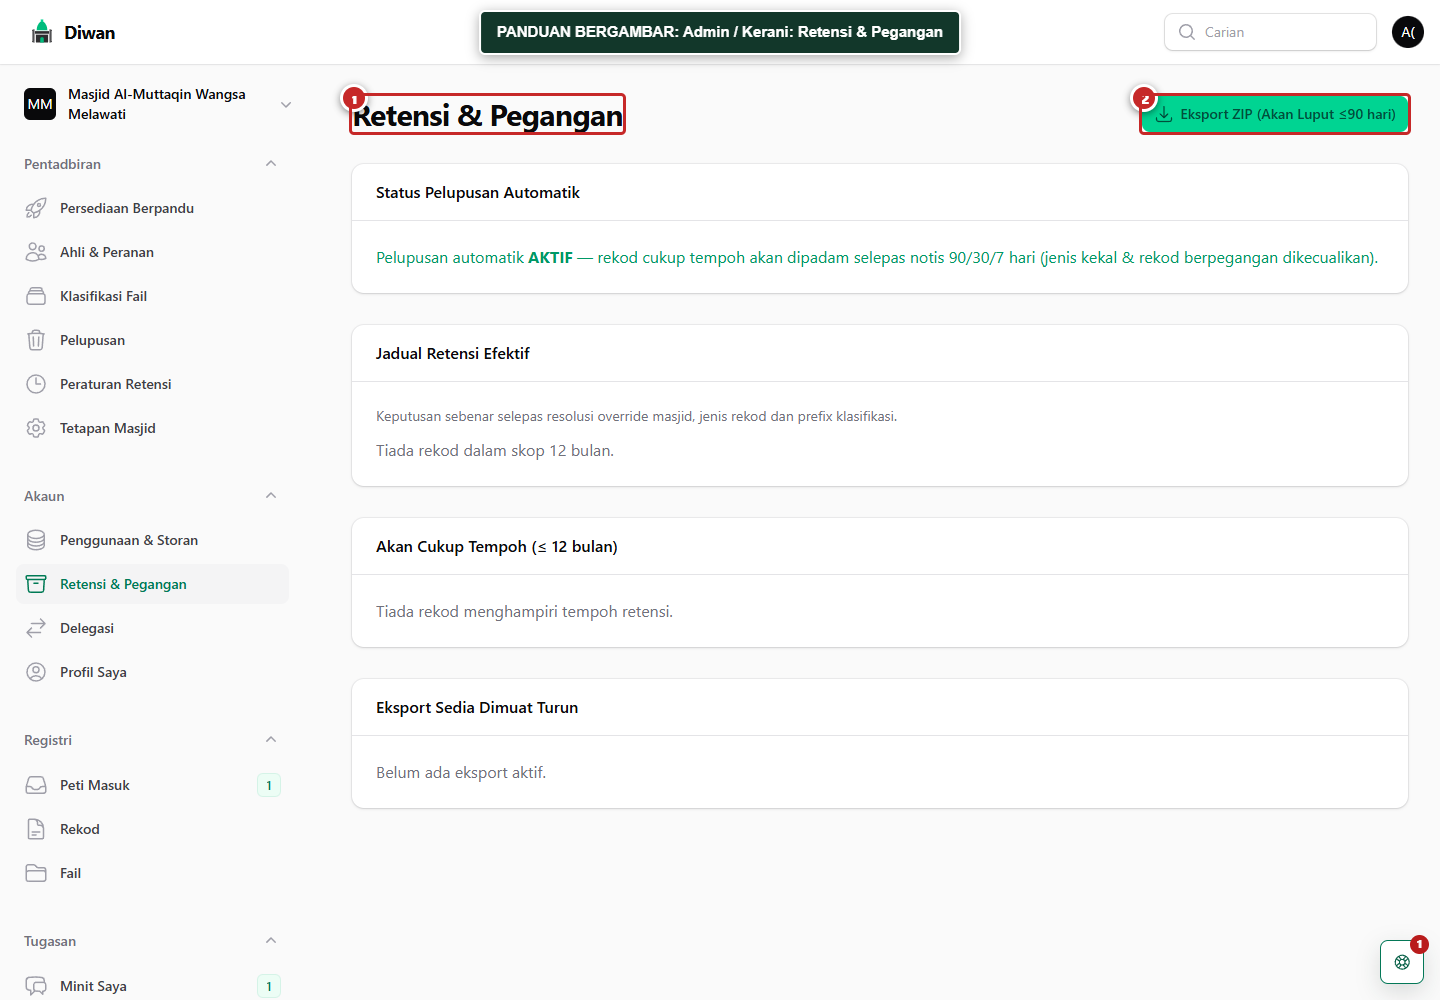 Diwan
PANDUAN BERGAMBAR: Admin / Kerani: Retensi & Pegangan
Carian
A(
MM
Masjid Al-Muttaqin Wangsa
Melawati
Pentadbiran
Persediaan Berpandu
Ahli & Peranan
Klasifikasi Fail
Pelupusan
Peraturan Retensi
Tetapan Masjid
Akaun
Penggunaan & Storan
Retensi & Pegangan
Delegasi
Profil Saya
Registri
Peti Masuk
1
Rekod
Fail
Tugasan
Minit Saya
1
1
Retensi & Pegangan
2
Eksport ZIP (Akan Luput ≤90 hari)
Status Pelupusan Automatik
Pelupusan automatik AKTIF — rekod cukup tempoh akan dipadam selepas notis 90/30/7 hari (jenis kekal & rekod berpegangan dikecualikan).
Jadual Retensi Efektif
Keputusan sebenar selepas resolusi override masjid, jenis rekod dan prefix klasifikasi.
Tiada rekod dalam skop 12 bulan.
Akan Cukup Tempoh (≤ 12 bulan)
Tiada rekod menghampiri tempoh retensi.
Eksport Sedia Dimuat Turun
Belum ada eksport aktif.
1